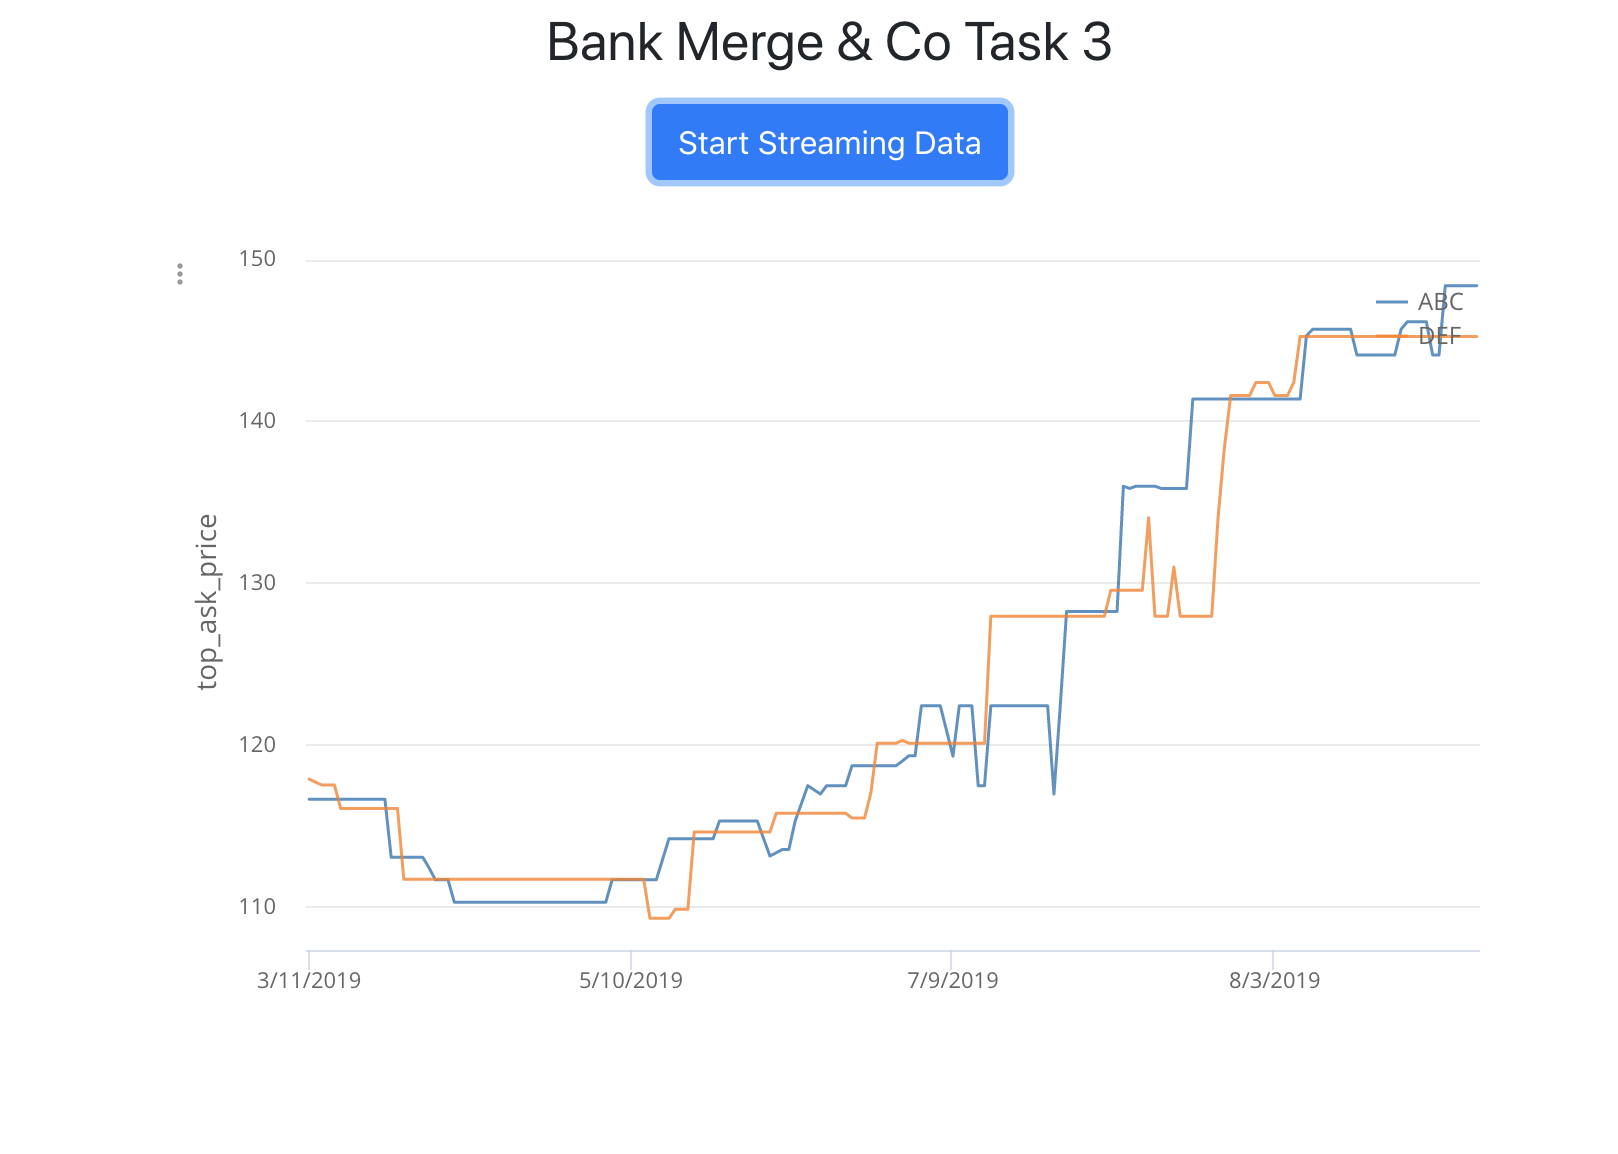 Bank Merge & Co Task 3
Start Streaming Data
150
ABC
DEF
140
130
top_ask_price
120
110
3/11/2019 5/10/2019 7/9/2019 8/3/2019